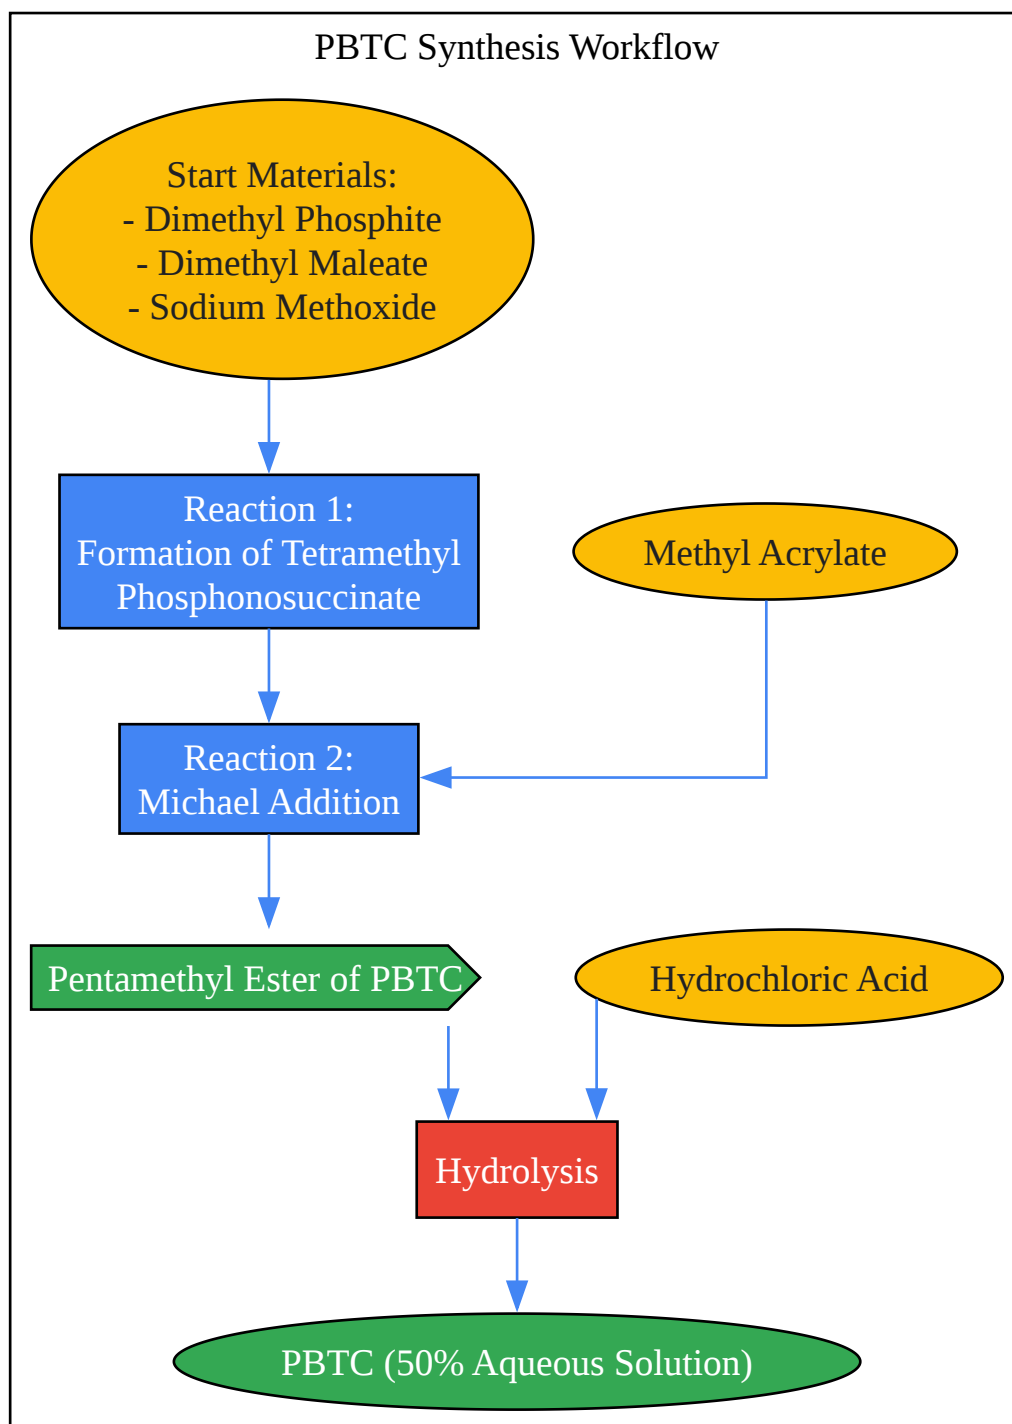 PBTC Synthesis Workflow
Start Materials:
- Dimethyl Phosphite
- Dimethyl Maleate
- Sodium Methoxide
Reaction 1:
Formation of Tetramethyl
Phosphonosuccinate
Methyl Acrylate
Reaction 2:
Michael Addition
Pentamethyl Ester of PBTC
Hydrochloric Acid
Hydrolysis
PBTC (50% Aqueous Solution)